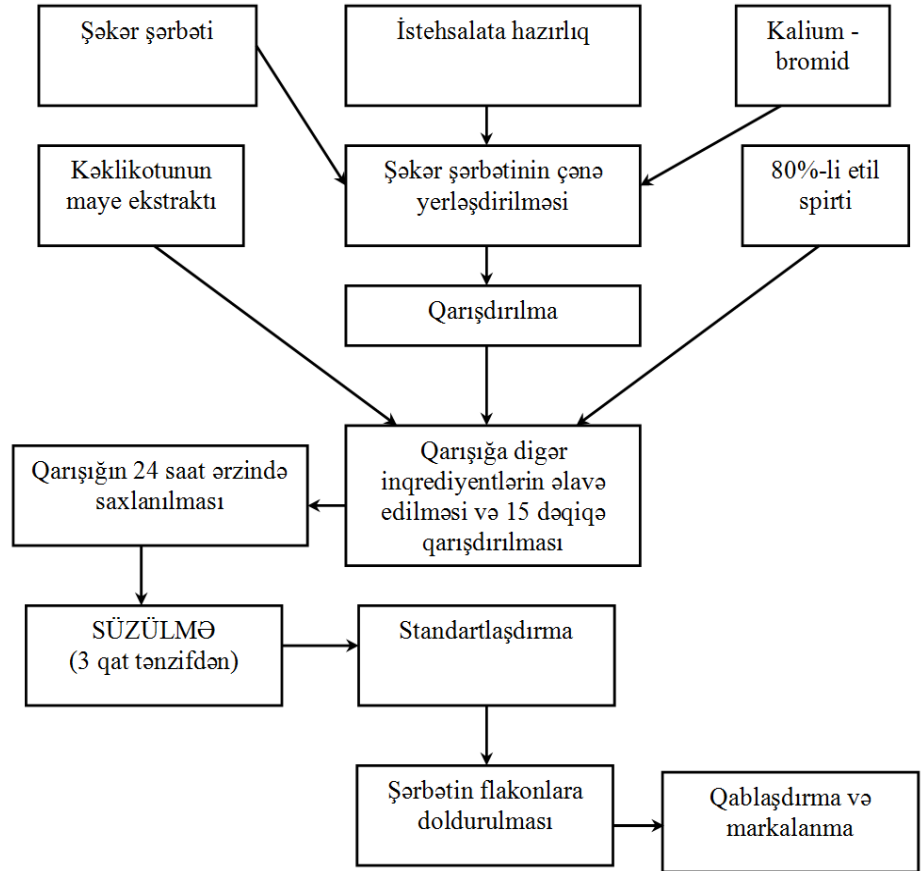 Şəkər şərbəti
İstehsalata hazırlıq
Kalium -
bromid
Kəklikotunun
maye ekstraktı
Şəkər şərbətinin çənə
yerləşdirilməsi
80%-li etil
spirti
Qarışdırılma
Qarışığın 24 saat ərzində
saxlanılması
Qarışığa digər
inqrediyentlərin əlavə
edilməsi və 15 dəqiqə
qarışdırılması
SÜZÜLMƏ
(3 qat tənzifdən)
Standartlaşdırma
Şərbətin flakonlara
doldurulması
Qablaşdırma və
markalanma